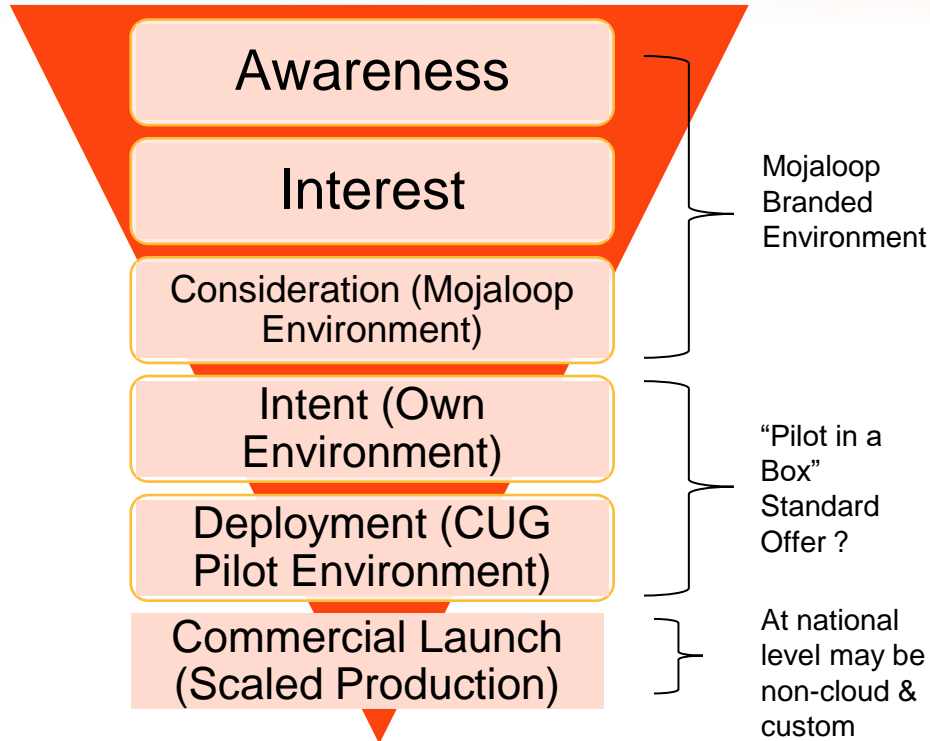 Awareness
Interest
Consideration (Mojaloop
Environment)
Mojaloop
Branded
Environment
Intent (Own
Environment)
Deployment (CUG
Pilot Environment)
“Pilot in a
Box”
Standard
Offer ?
Commercial Launch
(Scaled Production)
At national
level may be
non-cloud &
custom